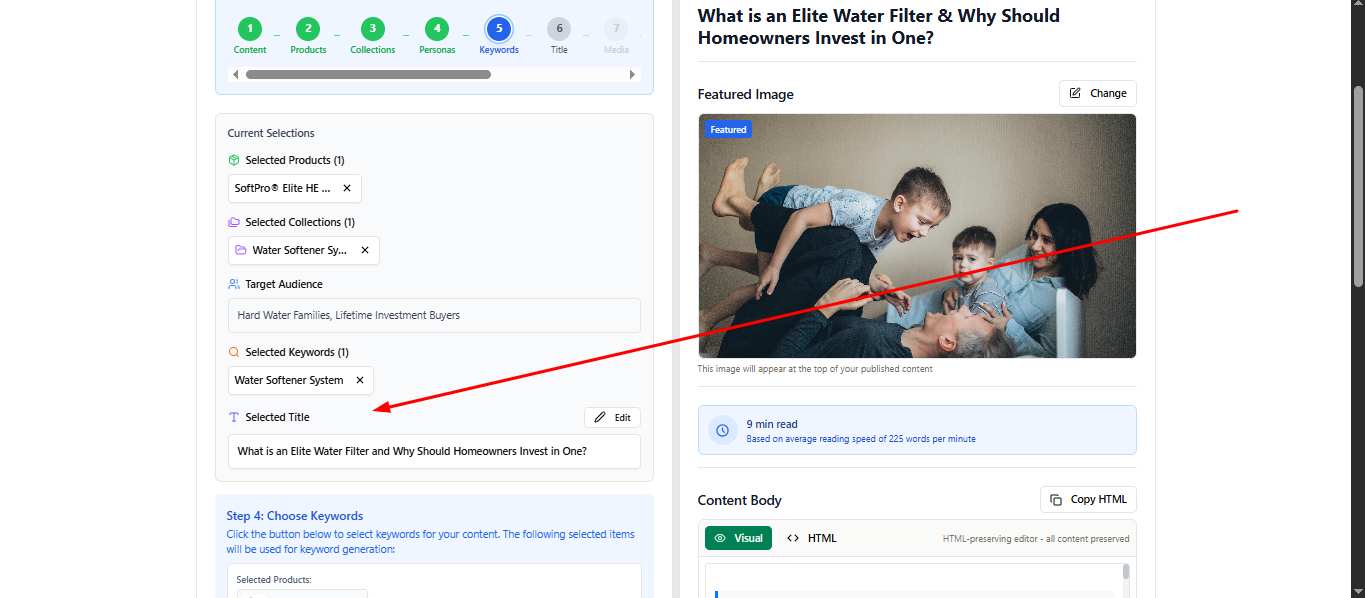 1
2
3
4
5
6
7
Content
Products
Collections
Personas
Keywords
Title
Media
Current Selections
Selected Products (1)
SoftPro® Elite HE ...
Selected Collections (1)
Water Softener Sy...
Target Audience
Hard Water Families, Lifetime Investment Buyers
Selected Keywords (1)
Water Softener System
Selected Title
Edit
What is an Elite Water Filter and Why Should Homeowners Invest in One?
Step 4: Choose Keywords
Click the button below to select keywords for your content. The following selected items
will be used for keyword generation:
Selected Products:
What is an Elite Water Filter & Why Should
Homeowners Invest in One?
Featured Image
Change
Featured
This image will appear at the top of your published content
9 min read
Based on average reading speed of 225 words per minute
Content Body
Copy HTML
Visual
HTML
HTML-preserving editor - all content preserved